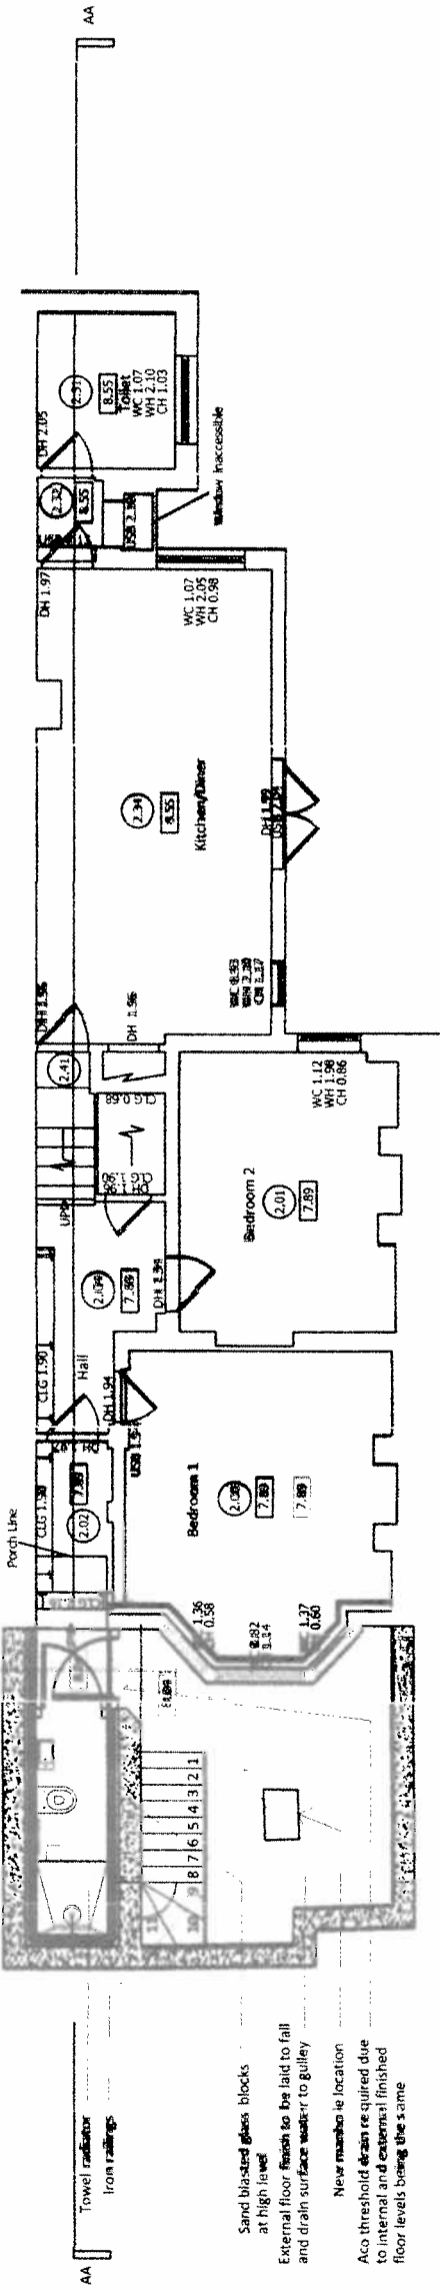 AA
Towel radiator
Iron railings
Sand blasted glass blocks
at high level
External floor finish to be laid to fall
and drain surface water to gulley
New manhole location
Aco threshold drain required due
to internal and external finished
floor levels being the same
11
10
9
8 7 6 5 4 3 2 1
Porch Line
CLG 1.90
2.02
7.89
1.36
0.58
1.37
0.60
Bedroom 1
7.89
7.89
DH 1.94
Hall
CLG 1.90
7.89
UP
DH 1.94
Bedroom 2
2.01
7.89
WC 1.12
WH 1.98
CH 0.86
2.41
DH 1.96
DH 1.96
Kitchen/Diner
2.34
8.55
WC 1.07
WH 2.05
CH 0.98
DH 1.97
2.32
8.55
Window inaccessible
DH 2.05
2.31
8.55
Toilet
WC 1.07
WH 2.10
CH 1.03
AA